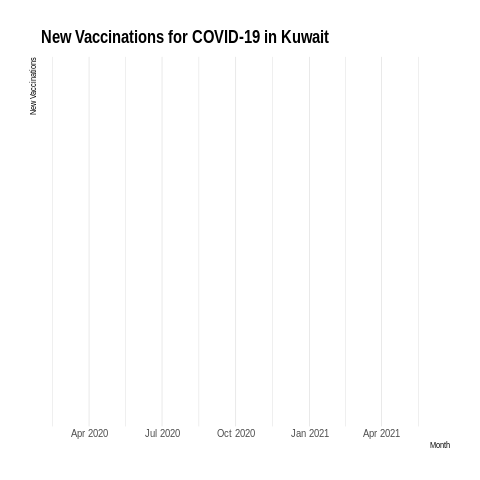 New Vaccinations for COVID-19 in Kuwait
New Vaccinations
Apr 2020 Jul 2020 Oct 2020 Jan 2021 Apr 2021
Month